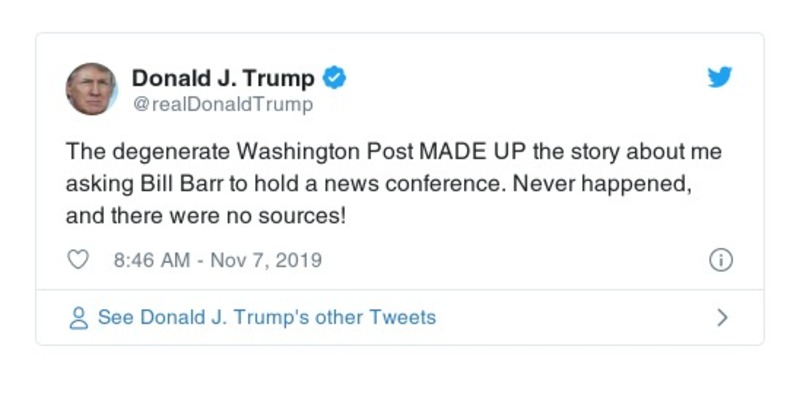 Donald J. Trump
@realDonaldTrump
The degenerate Washington Post MADE UP the story about me
asking Bill Barr to hold a news conference. Never happened,
and there were no sources!
8:46 AM - Nov 7, 2019
See Donald J. Trump's other Tweets